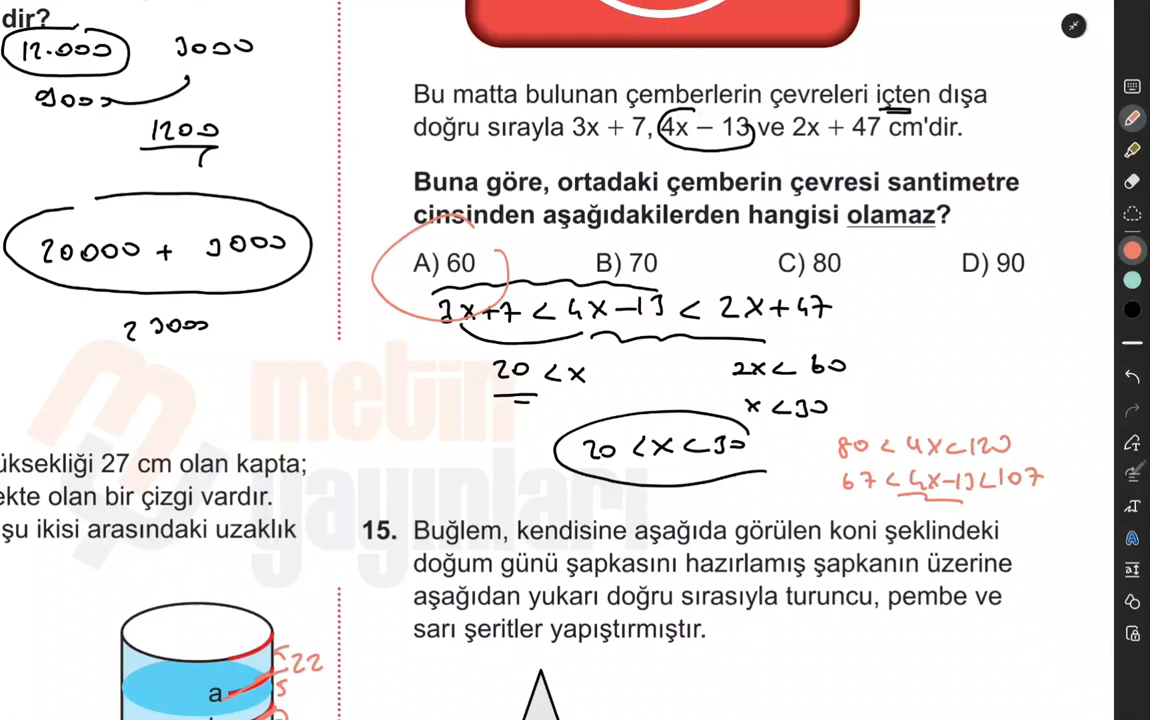 dir?
12.000 3000
9000
1200
20000 + 3000
23000
üksekliği 27 cm olan kapta;
ekte olan bir çizgi vardır.
şu ikisi arasındaki uzaklık
22
a
5
Bu matta bulunan çemberlerin çevreleri içten dışa
doğru sırayla 3x + 7, 4x − 13 ve 2x + 47 cm'dir.
Buna göre, ortadaki çemberin çevresi santimetre
cinsinden aşağıdakilerden hangisi olamaz?
A) 60 B) 70 C) 80 D) 90
3x+7 < 4x−13 < 2x+47
20 < x 2x < 60
x < 30
20 < x < 30
80 < 4x < 120
67 < 4x−13 < 107
metin
yayınları
15. Buğlem, kendisine aşağıda görülen koni şeklindeki
doğum günü şapkasını hazırlamış şapkanın üzerine
aşağıdan yukarı doğru sırasıyla turuncu, pembe ve
sarı şeritler yapıştırmıştır.